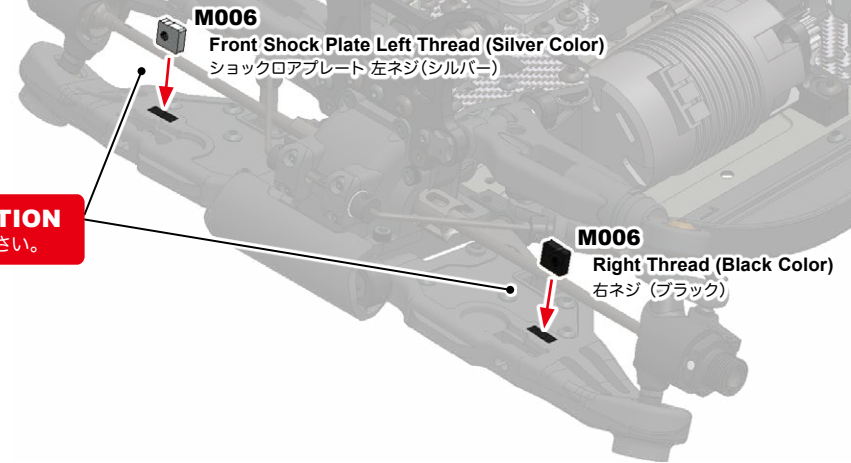 M006
Front Shock Plate Left Thread (Silver Color)
ショックロアプレート 左ネジ(シルバー)
TION
さい。
M006
Right Thread (Black Color)
右ネジ (ブラック)